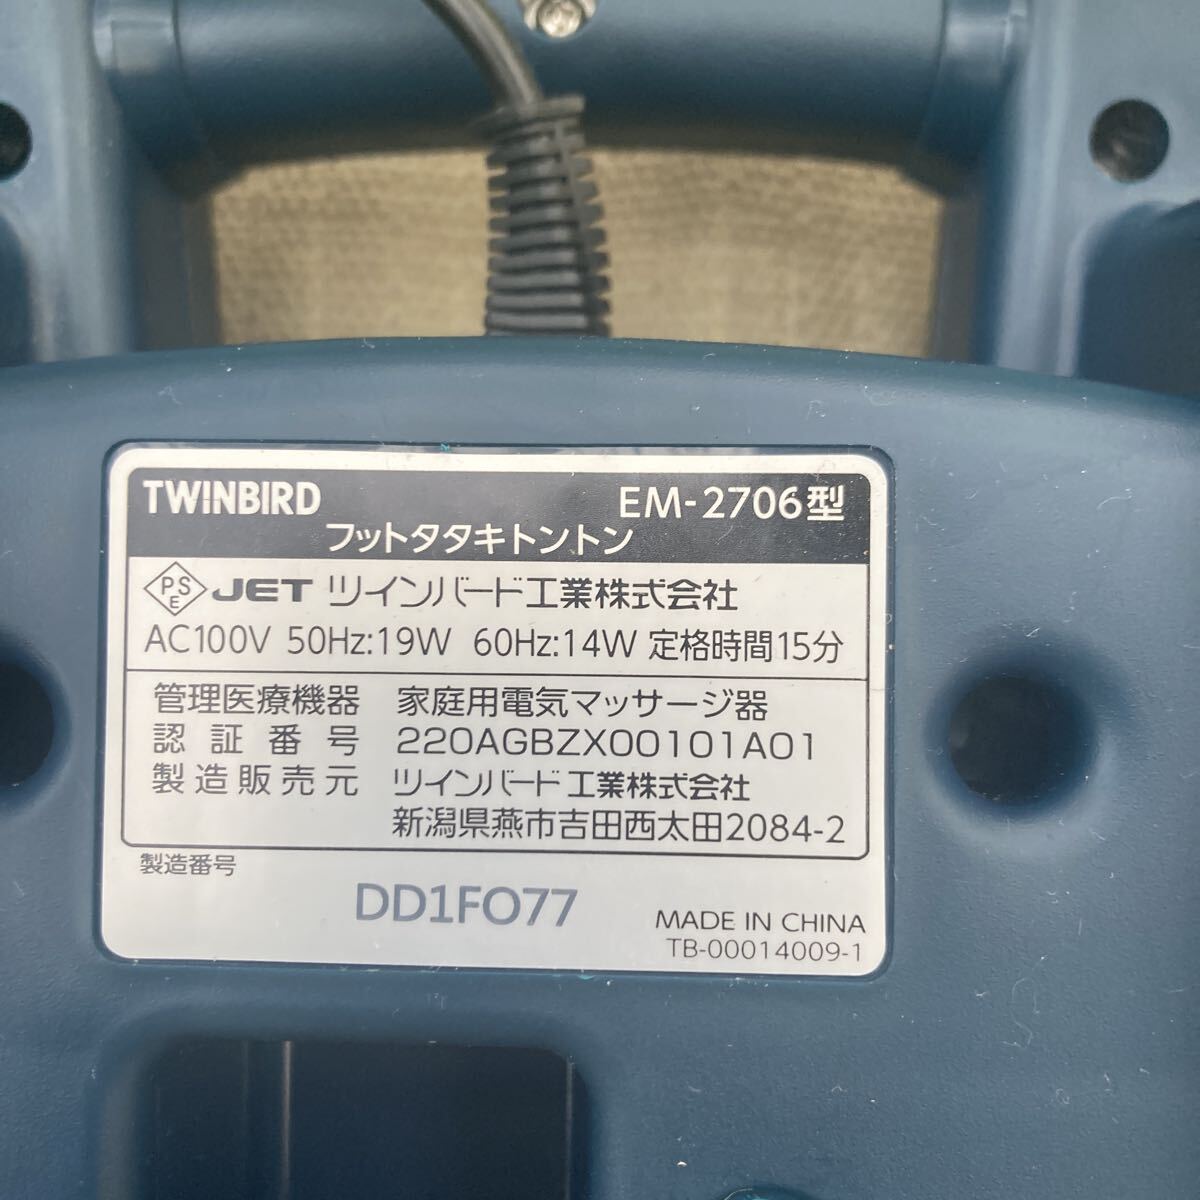 TWINBIRD EM-2706型
フットタタキトントン
PSE JET ツインバード工業株式会社
AC100V 50Hz:19W 60Hz:14W 定格時間15分
管理医療機器 家庭用電気マッサージ器
認証番号 220AGBZX00101A01
製造販売元 ツインバード工業株式会社
新潟県燕市吉田西太田2084-2
製造番号
DD1FO77
MADE IN CHINA
TB-00014009-1